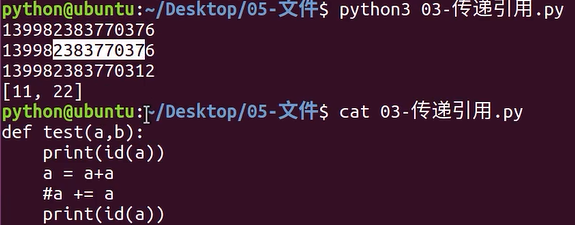 python@ubuntu:~/Desktop/05-文件$ python3 03-传递引用.py
139982383770376
139982383770376
139982383770312
[11, 22]
python@ubuntu:~/Desktop/05-文件$ cat 03-传递引用.py
def test(a,b):
    print(id(a))
    a = a+a
    #a += a
    print(id(a))